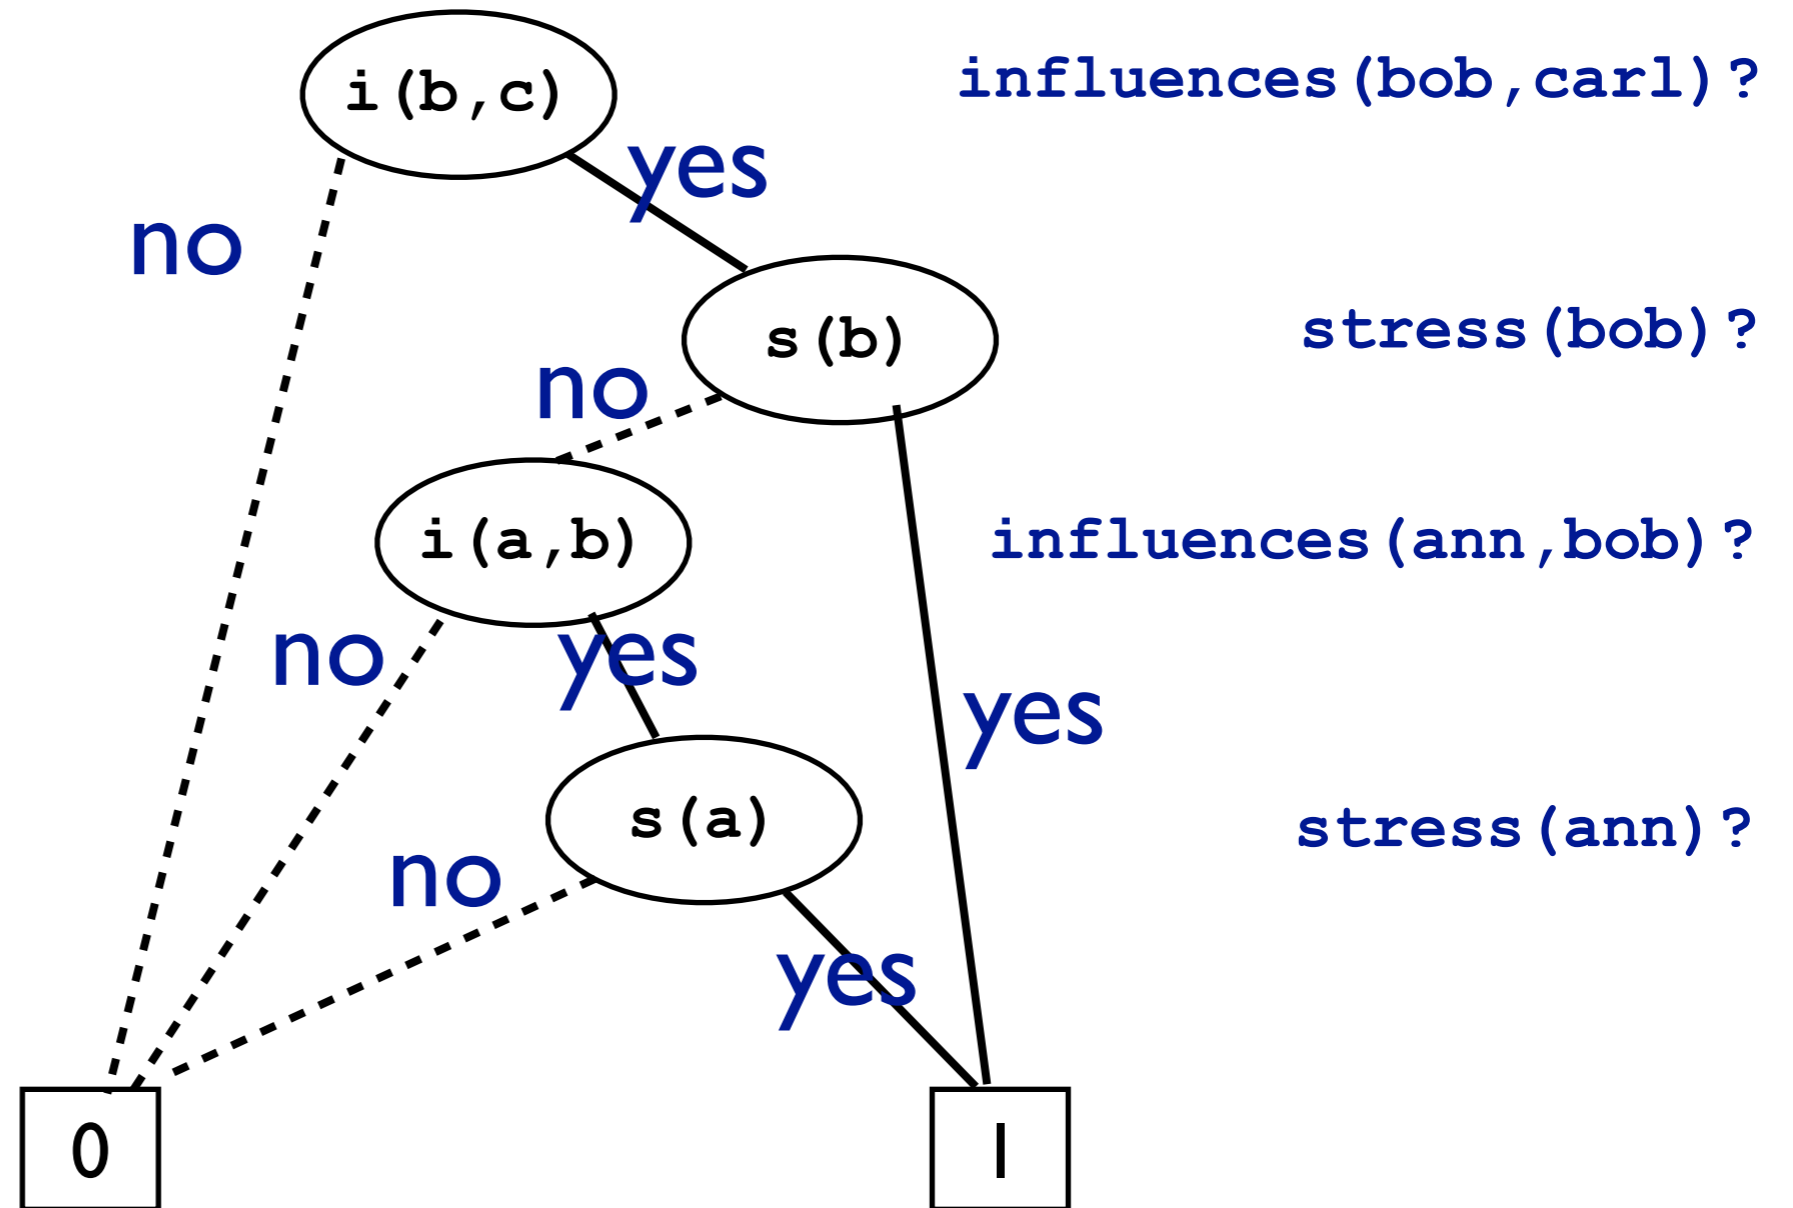 i(b,c)
influences(bob,carl)?
yes
no
s(b)
stress(bob)?
no
i(a,b)
influences(ann,bob)?
no
yes
yes
s(a)
stress(ann)?
no
yes
0
1